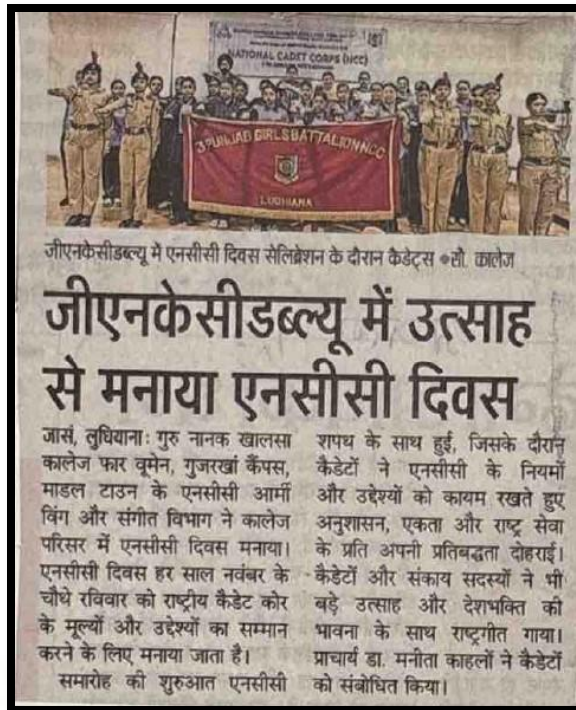 NATIONAL CADET CORPS (NCC)
3 PUNJAB GIRLS BATTALION NCC
LUDHIANA
जीएनकेसीडब्ल्यू में एनसीसी दिवस सेलिब्रेशन के दौरान कैडेट्स ●सौ. कालेज
जीएनकेसीडब्ल्यू में उत्साह
से मनाया एनसीसी दिवस
जासं, लुधियाना: गुरु नानक खालसा
कालेज फार वूमेन, गुजरखां कैंपस,
माडल टाउन के एनसीसी आर्मी
विंग और संगीत विभाग ने कालेज
परिसर में एनसीसी दिवस मनाया।
एनसीसी दिवस हर साल नवंबर के
चौथे रविवार को राष्ट्रीय कैडेट कोर
के मूल्यों और उद्देश्यों का सम्मान
करने के लिए मनाया जाता है।
समारोह की शुरुआत एनसीसी
शपथ के साथ हुई, जिसके दौरान
कैडेटों ने एनसीसी के नियमों
और उद्देश्यों को कायम रखते हुए
अनुशासन, एकता और राष्ट्र सेवा
के प्रति अपनी प्रतिबद्धता दोहराई।
कैडेटों और संकाय सदस्यों ने भी
बड़े उत्साह और देशभक्ति की
भावना के साथ राष्ट्रगीत गाया।
प्राचार्य डा. मनीता काहलों ने कैडेटों
को संबोधित किया।